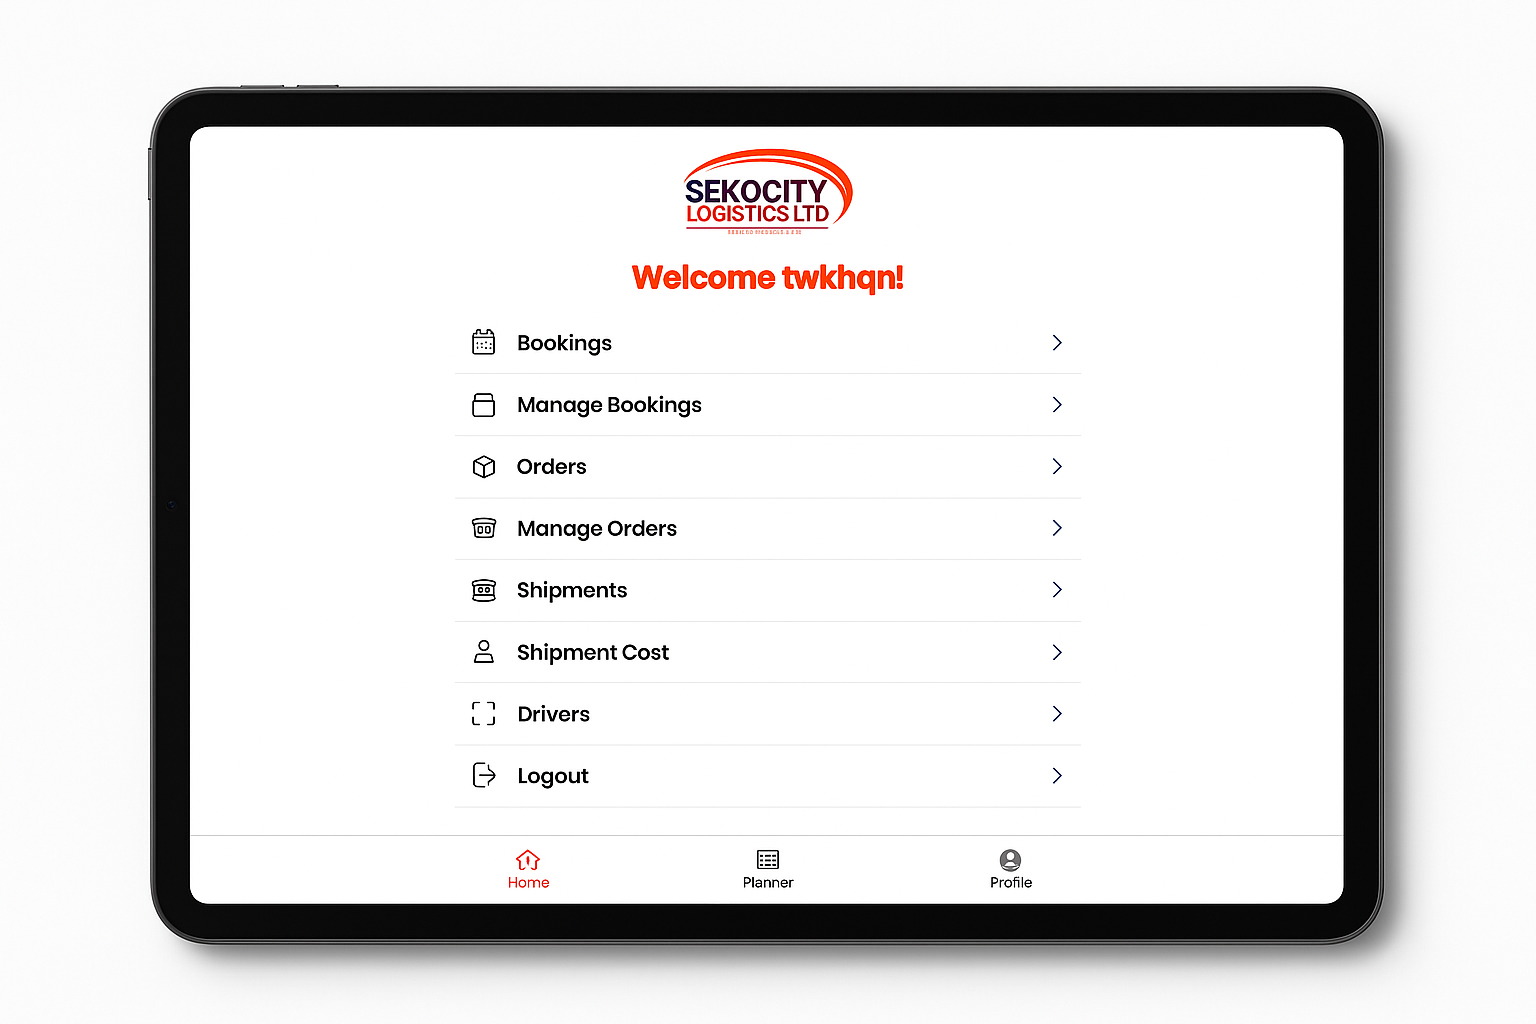 SEKOCITY
LOGISTICS LTD
Welcome twkhqn!
Bookings
Manage Bookings
Orders
Manage Orders
Shipments
Shipment Cost
Drivers
Logout
Home
Planner
Profile